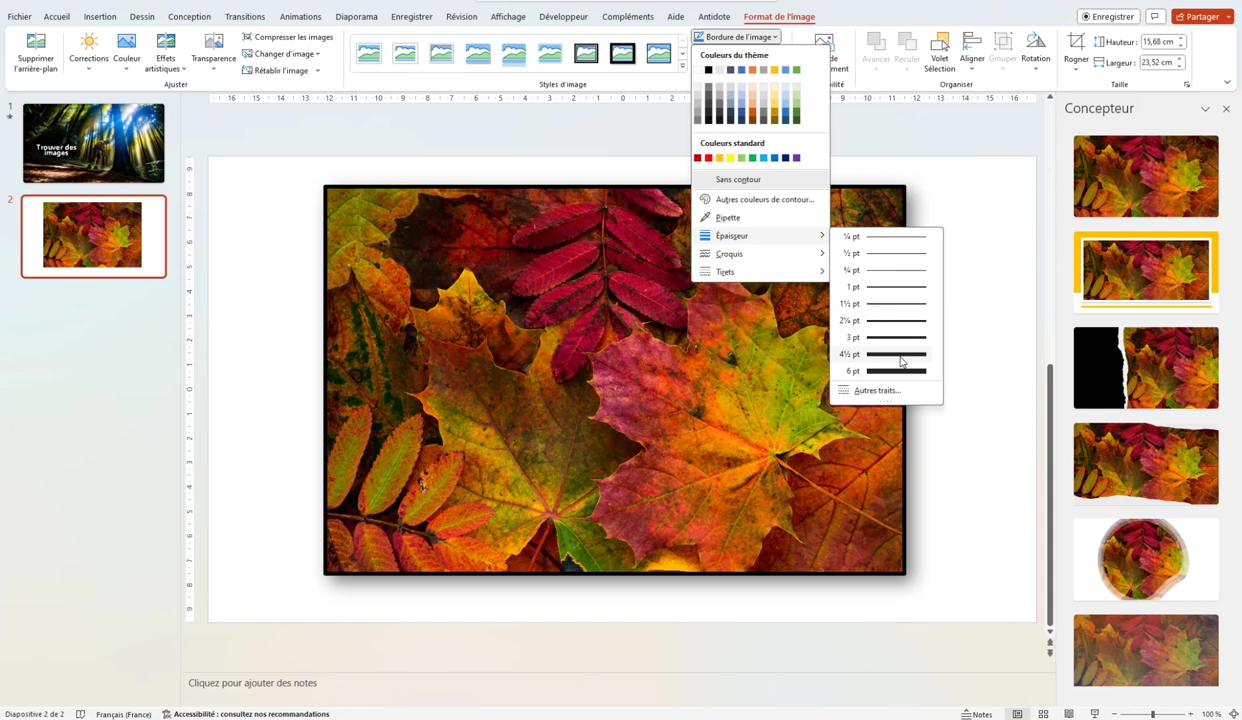 Fichier Accueil Insertion Dessin Conception Transitions Animations Diaporama Enregistrer Révision Affichage Développeur Compléments Aide Antidote Format de l'image Enregistrer Partager
Supprimer l'arrière-plan
Corrections
Couleur
Effets artistiques
Transparence
Compresser les images
Changer d'image
Rétablir l'image
Bordure de l'image
Avancer
Reculer
Volet Sélection
Aligner
Grouper
Rotation
Rogner
Hauteur : 15,68 cm
Largeur : 23,52 cm
Ajuster
Styles d'image
Organiser
Taille
Couleurs du thème
Couleurs standard
Sans contour
Autres couleurs de contour...
Pipette
Épaisseur
Croquis
Tirets
¼ pt
½ pt
¾ pt
1 pt
1½ pt
2¼ pt
3 pt
4½ pt
6 pt
Autres traits...
1
Trouver des
images
2
Concepteur
Cliquez pour ajouter des notes
Diapositive 2 de 2 Français (France) Accessibilité : consultez nos recommandations Notes 100 %